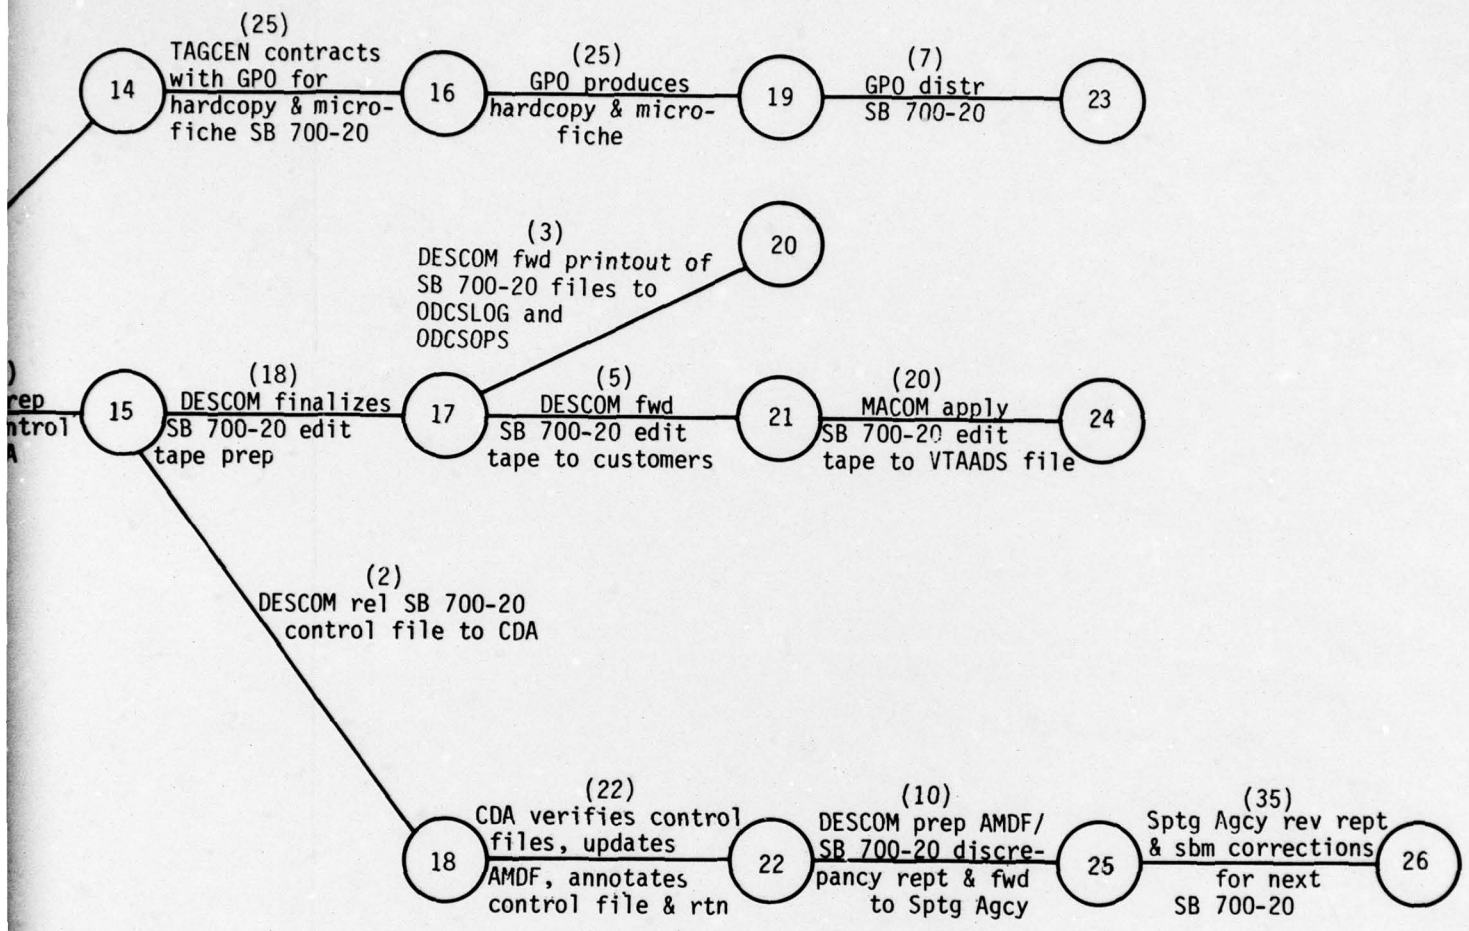 (25)
TAGCEN contracts
with GPO for
hardcopy & micro-
fiche SB 700-20
14
16
(25)
GPO produces
hardcopy & micro-
fiche
19
(7)
GPO distr
SB 700-20
23
(3)
DESCOM fwd printout of
SB 700-20 files to
ODCSLOG and
ODCSOPS
20
)
rep
ntrol
A
15
(18)
DESCOM finalizes
SB 700-20 edit
tape prep
17
(5)
DESCOM fwd
SB 700-20 edit
tape to customers
21
(20)
MACOM apply
SB 700-20 edit
tape to VTAADS file
24
(2)
DESCOM rel SB 700-20
control file to CDA
18
(22)
CDA verifies control
files, updates
AMDF, annotates
control file & rtn
22
(10)
DESCOM prep AMDF/
SB 700-20 discre-
pancy rept & fwd
to Sptg Agcy
25
(35)
Sptg Agcy rev rept
& sbm corrections
for next
SB 700-20
26